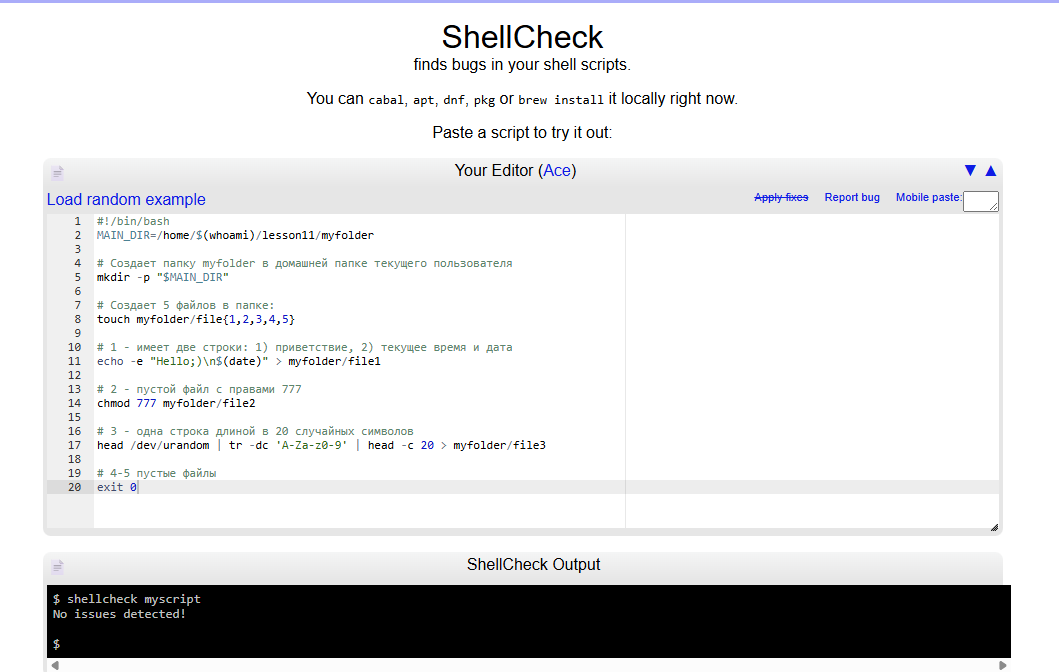 ShellCheck
finds bugs in your shell scripts.
You can cabal, apt, dnf, pkg or brew install it locally right now.
Paste a script to try it out:
Your Editor (Ace)
▼ ▲
Load random example
Apply fixes Report bug Mobile paste:
1 #!/bin/bash
2 MAIN_DIR=/home/$(whoami)/lesson11/myfolder
3
4 # Создает папку myfolder в домашней папке текущего пользователя
5 mkdir -p "$MAIN_DIR"
6
7 # Создает 5 файлов в папке:
8 touch myfolder/file{1,2,3,4,5}
9
10 # 1 - имеет две строки: 1) приветствие, 2) текущее время и дата
11 echo -e "Hello;)\n$(date)" > myfolder/file1
12
13 # 2 - пустой файл с правами 777
14 chmod 777 myfolder/file2
15
16 # 3 - одна строка длиной в 20 случайных символов
17 head /dev/urandom | tr -dc 'A-Za-z0-9' | head -c 20 > myfolder/file3
18
19 # 4-5 пустые файлы
20 exit 0
ShellCheck Output
$ shellcheck myscript
No issues detected!
$